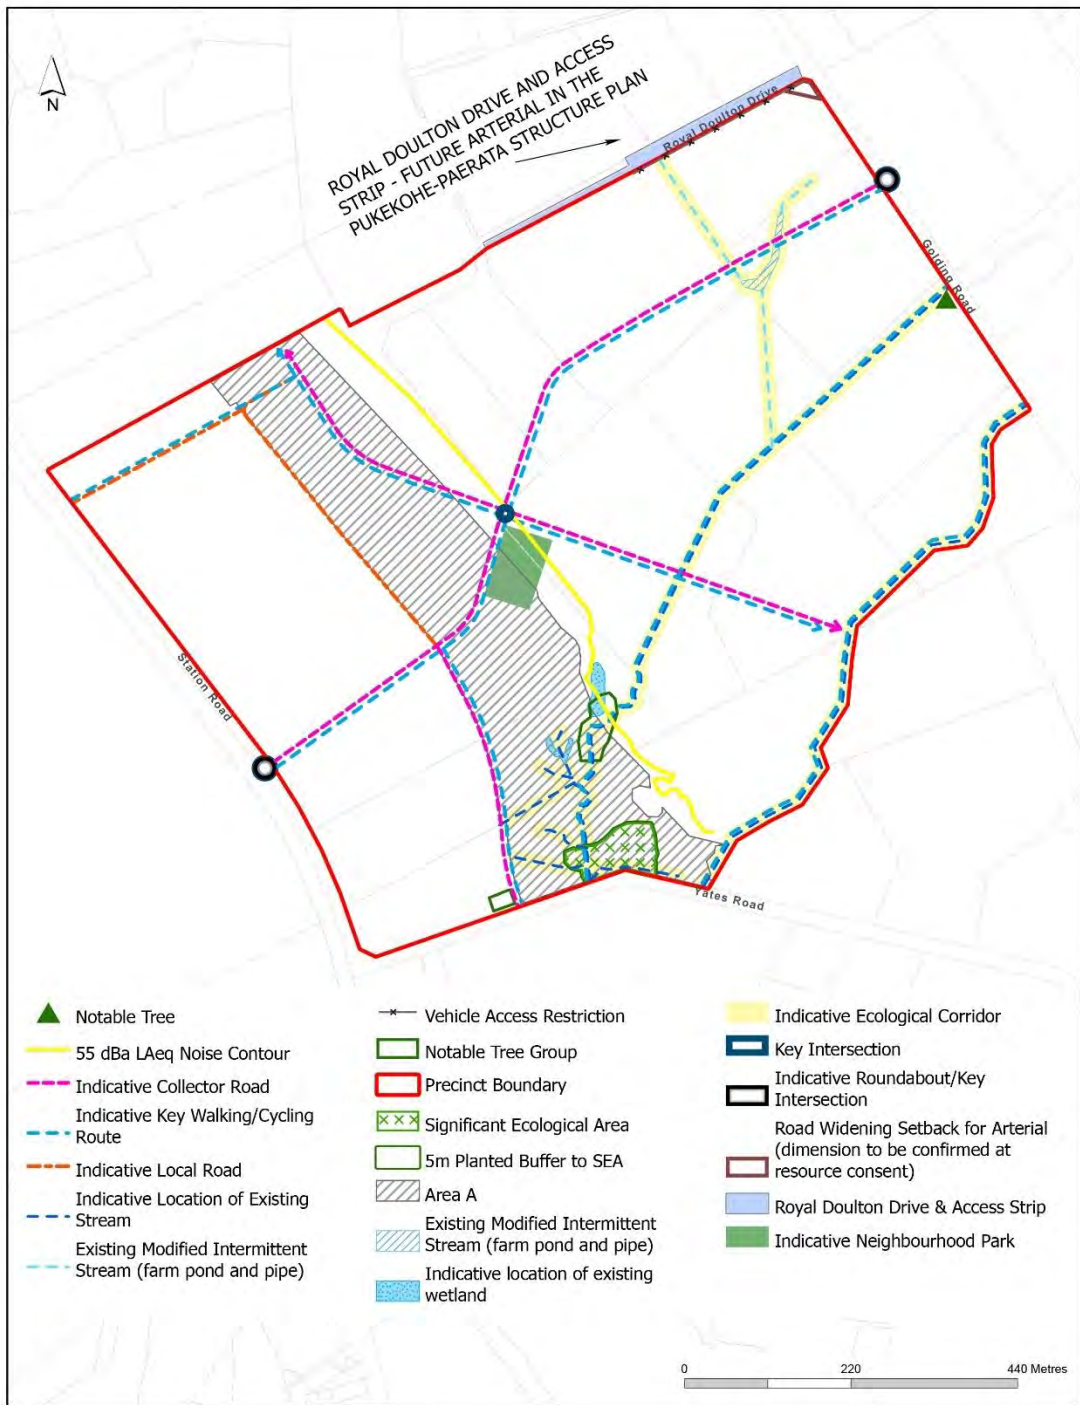 N
ROYAL DOULTON DRIVE AND ACCESS
STRIP - FUTURE ARTERIAL IN THE
PUKEKOHE-PAERATA STRUCTURE PLAN
Royal Doulton Drive
Golding Road
Station Road
Yates Road
Notable Tree
55 dBa LAeq Noise Contour
Indicative Collector Road
Indicative Key Walking/Cycling
Route
Indicative Local Road
Indicative Location of Existing
Stream
Existing Modified Intermittent
Stream (farm pond and pipe)
Vehicle Access Restriction
Notable Tree Group
Precinct Boundary
Significant Ecological Area
5m Planted Buffer to SEA
Area A
Existing Modified Intermittent
Stream (farm pond and pipe)
Indicative location of existing
wetland
Indicative Ecological Corridor
Key Intersection
Indicative Roundabout/Key
Intersection
Road Widening Setback for Arterial
(dimension to be confirmed at
resource consent)
Royal Doulton Drive & Access Strip
Indicative Neighbourhood Park
0 220 440 Metres